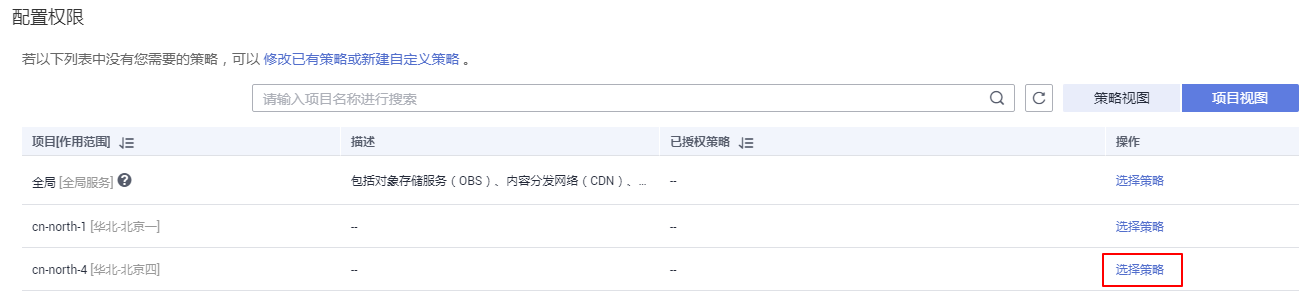 配置权限
若以下列表中没有您需要的策略，可以 修改已有策略或新建自定义策略 。
请输入项目名称进行搜索 策略视图 项目视图
项目[作用范围] 描述 已授权策略 操作
全局 [全局服务] 包括对象存储服务（OBS）、内容分发网络（CDN）、... -- 选择策略
cn-north-1 [华北-北京一] -- -- 选择策略
cn-north-4 [华北-北京四] -- -- 选择策略